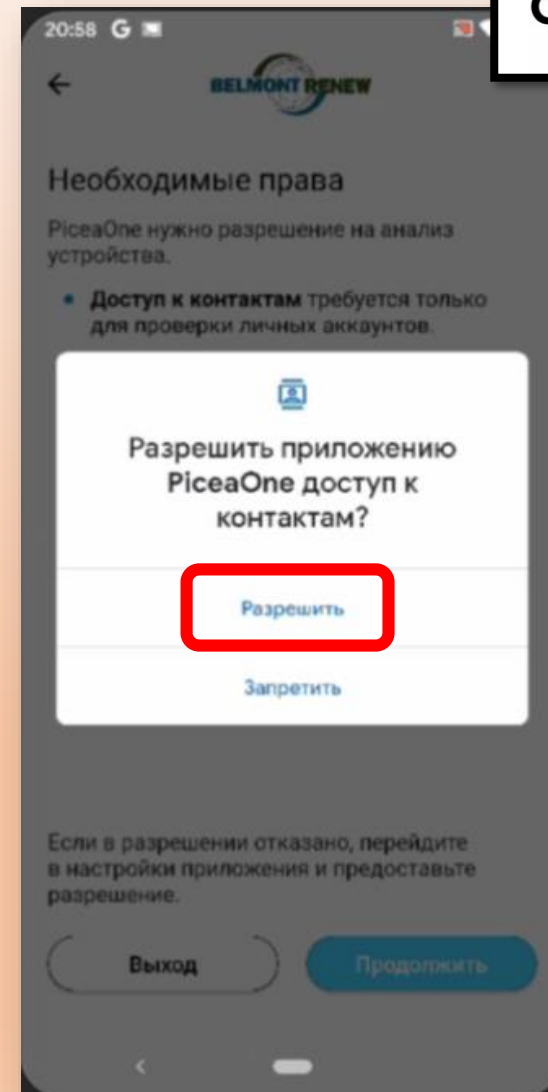 20:58 G
BELMONT RENEW
Необходимые права
PiceaOne нужно разрешение на анализ
устройства.
• Доступ к контактам требуется только
для проверки личных аккаунтов.
Разрешить приложению
PiceaOne доступ к
контактам?
Разрешить
Запретить
Если в разрешении отказано, перейдите
в настройки приложения и предоставьте
разрешение.
Выход
Продолжить